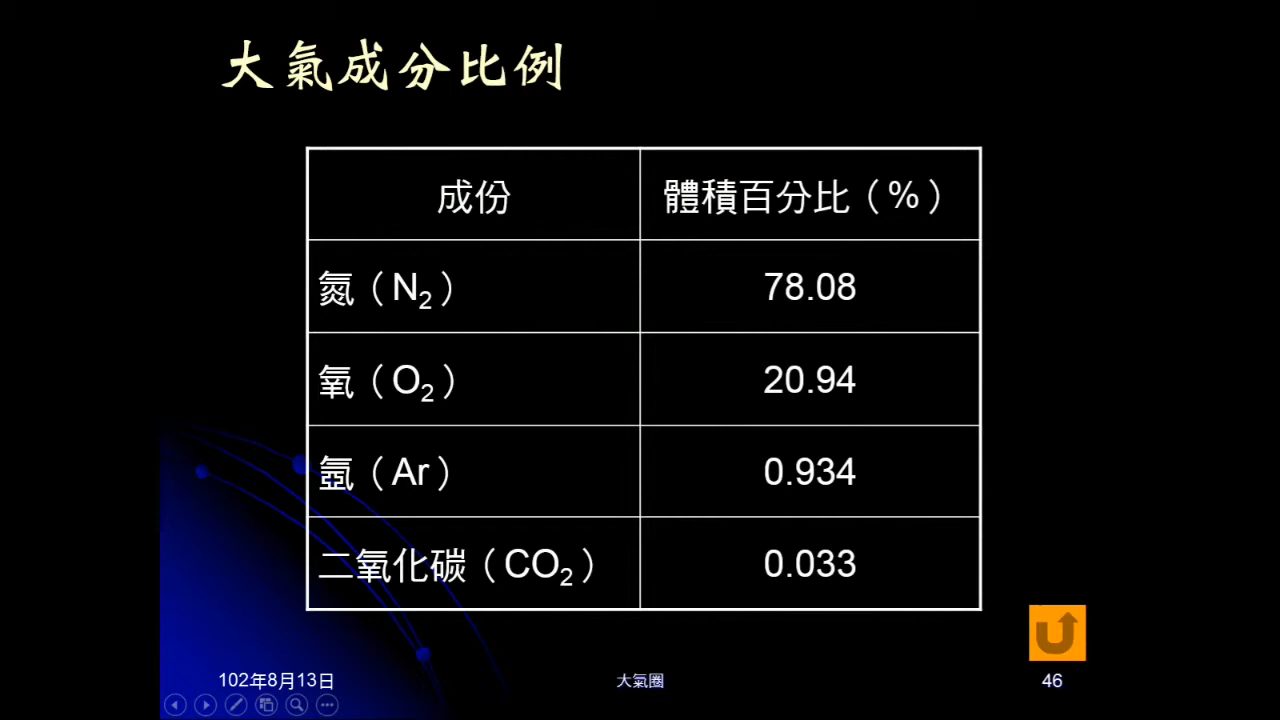 大氣成分比例
成份 體積百分比（%）
氮（N₂） 78.08
氧（O₂） 20.94
氬（Ar） 0.934
二氧化碳（CO₂） 0.033
102年8月13日 大氣圈 46